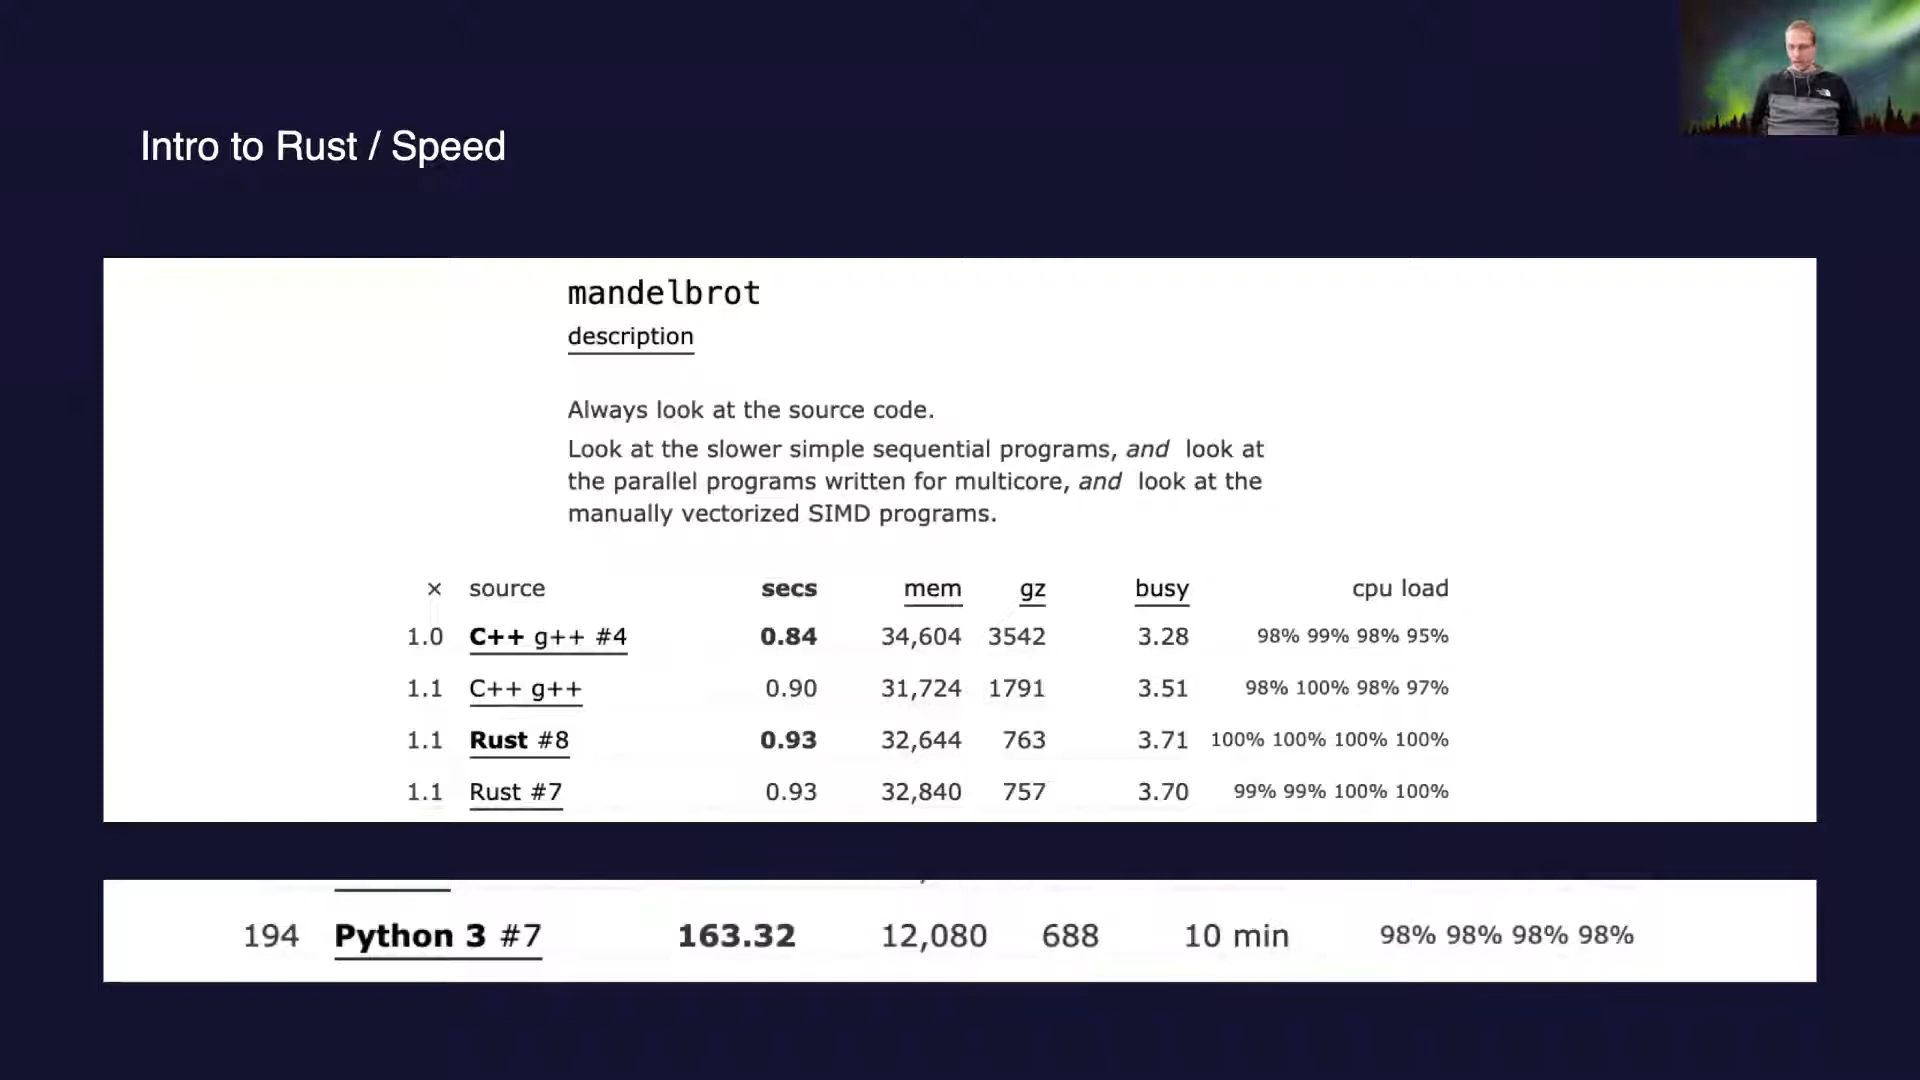 Intro to Rust / Speed
mandelbrot
description
Always look at the source code.
Look at the slower simple sequential programs, and look at
the parallel programs written for multicore, and look at the
manually vectorized SIMD programs.
× source secs mem gz busy cpu load
1.0 C++ g++ #4 0.84 34,604 3542 3.28 98% 99% 98% 95%
1.1 C++ g++ 0.90 31,724 1791 3.51 98% 100% 98% 97%
1.1 Rust #8 0.93 32,644 763 3.71 100% 100% 100% 100%
1.1 Rust #7 0.93 32,840 757 3.70 99% 99% 100% 100%
194 Python 3 #7 163.32 12,080 688 10 min 98% 98% 98% 98%